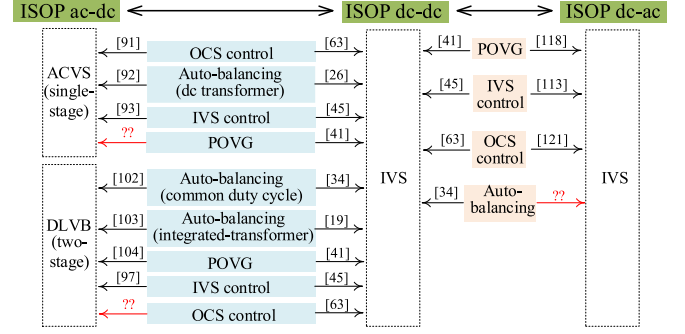 ISOP ac-dc ISOP dc-dc ISOP dc-ac
[91] OCS control [63]
[92] Auto-balancing (dc transformer) [26]
[93] IVS control [45]
?? POVG [41]
ACVS
(single-
stage)
[102] Auto-balancing (common duty cycle) [34]
[103] Auto-balancing (integrated-transformer) [19]
[104] POVG [41]
[97] IVS control [45]
?? OCS control [63]
DLVB
(two-
stage)
IVS
[41] POVG [118]
[45] IVS control [113]
[63] OCS control [121]
[34] Auto-balancing ??
IVS